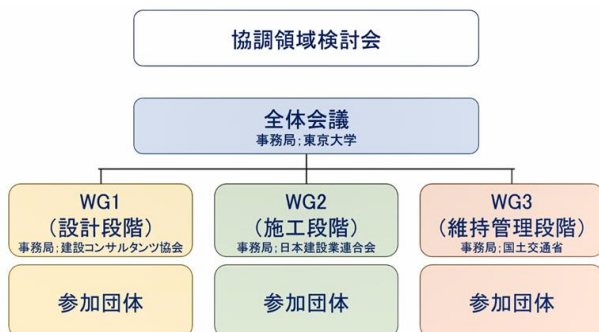 協調領域検討会
全体会議
事務局;東京大学
WG1
（設計段階）
事務局;建設コンサルタンツ協会
WG2
（施工段階）
事務局;日本建設業連合会
WG3
（維持管理段階）
事務局;国土交通省
参加団体
参加団体
参加団体